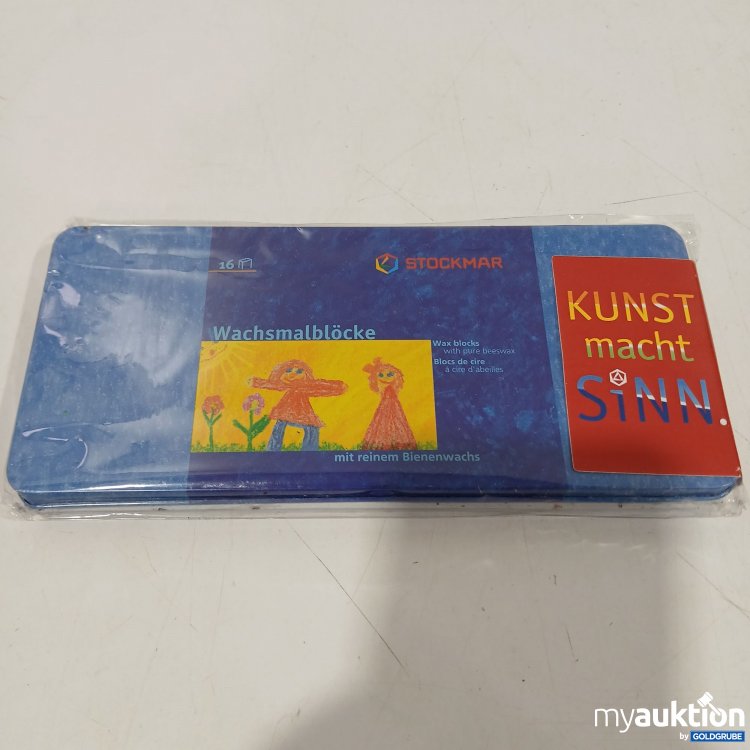 16
STOCKMAR
Wachsmalblöcke
Wax blocks
with pure beeswax
Blocs de cire
à cire d'abeilles
mit reinem Bienenwachs
KUNST
macht
SiNN.
myauktion
by GOLDGRUBE